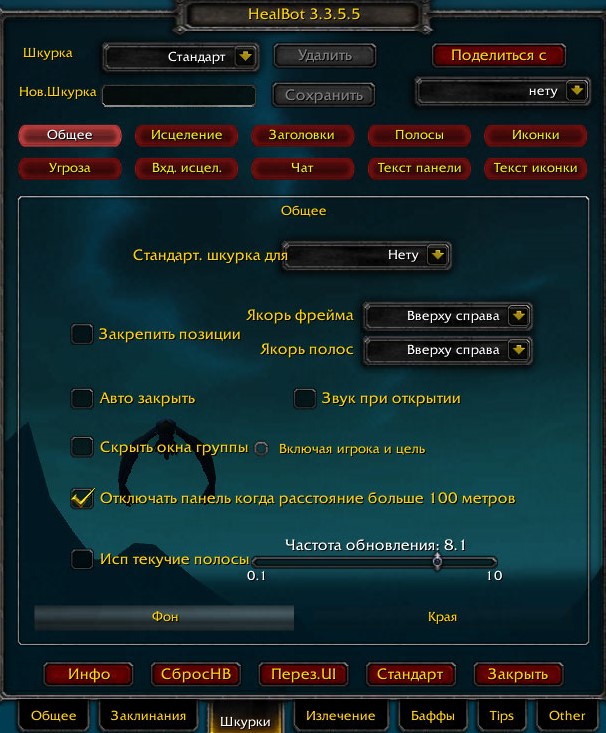 HealBot 3.3.5.5
Шкурка Стандарт Удалить Поделиться с
Нов.Шкурка Сохранить нету
Общее Исцеление Заголовки Полосы Иконки
Угроза Вхд. исцел. Чат Текст панели Текст иконки
Общее
Стандарт. шкурка для Нету
Якорь фрейма Вверху справа
Закрепить позиции
Якорь полос Вверху справа
Авто закрыть Звук при открытии
Скрыть окна группы Включая игрока и цель
Отключать панель когда расстояние больше 100 метров
Частота обновления: 8.1
Исп текучие полосы
0.1 10
Фон Края
Инфо СбросHB Перез.UI Стандарт Закрыть
Общее Заклинания Шкурки Излечение Баффы Tips Other